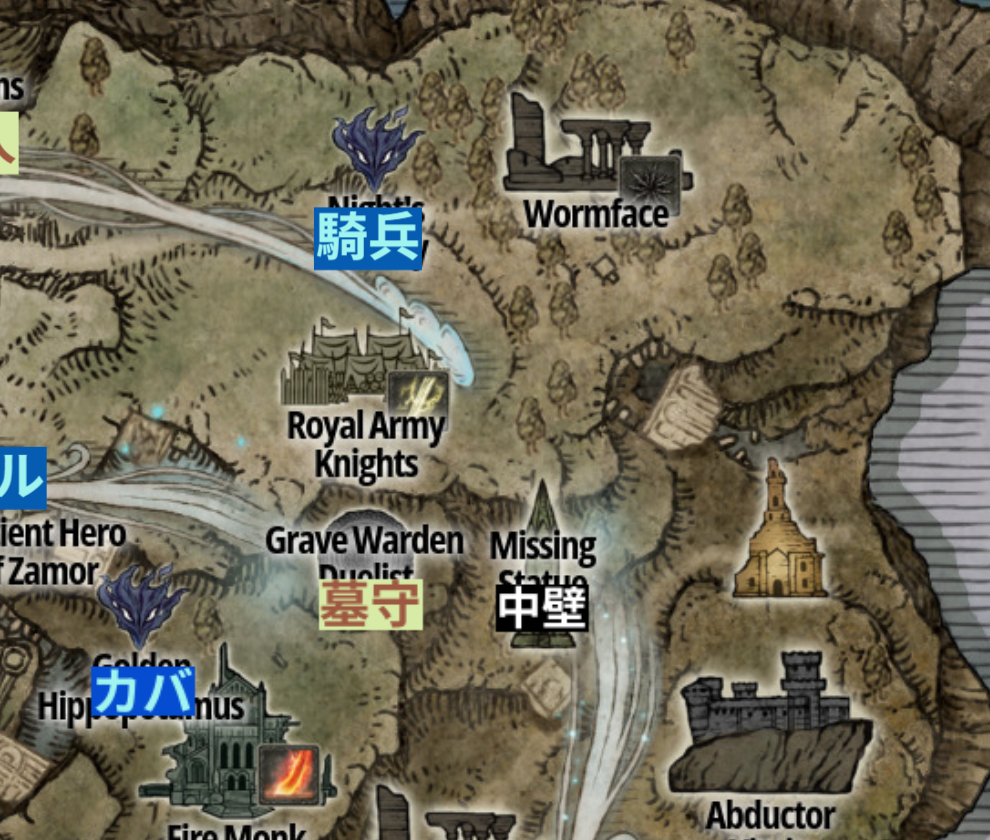 ns
人
Night's
騎兵
Wormface
Royal Army
Knights
ル
ient Hero
f Zamor
Grave Warden
Duelist
墓守
Missing
Statue
中壁
Golden
カバ
Hippopotamus
Fire Monk
Abductor